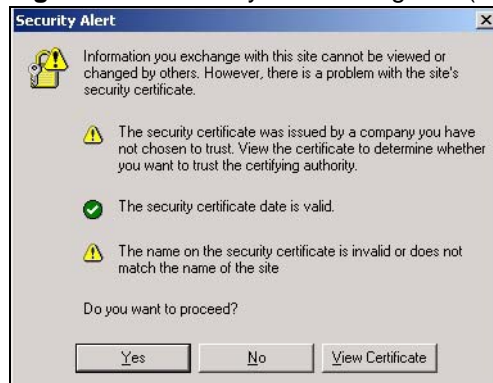 Security Alert
Information you exchange with this site cannot be viewed or
changed by others. However, there is a problem with the site's
security certificate.
The security certificate was issued by a company you have
not chosen to trust. View the certificate to determine whether
you want to trust the certifying authority.
The security certificate date is valid.
The name on the security certificate is invalid or does not
match the name of the site
Do you want to proceed?
Yes No View Certificate